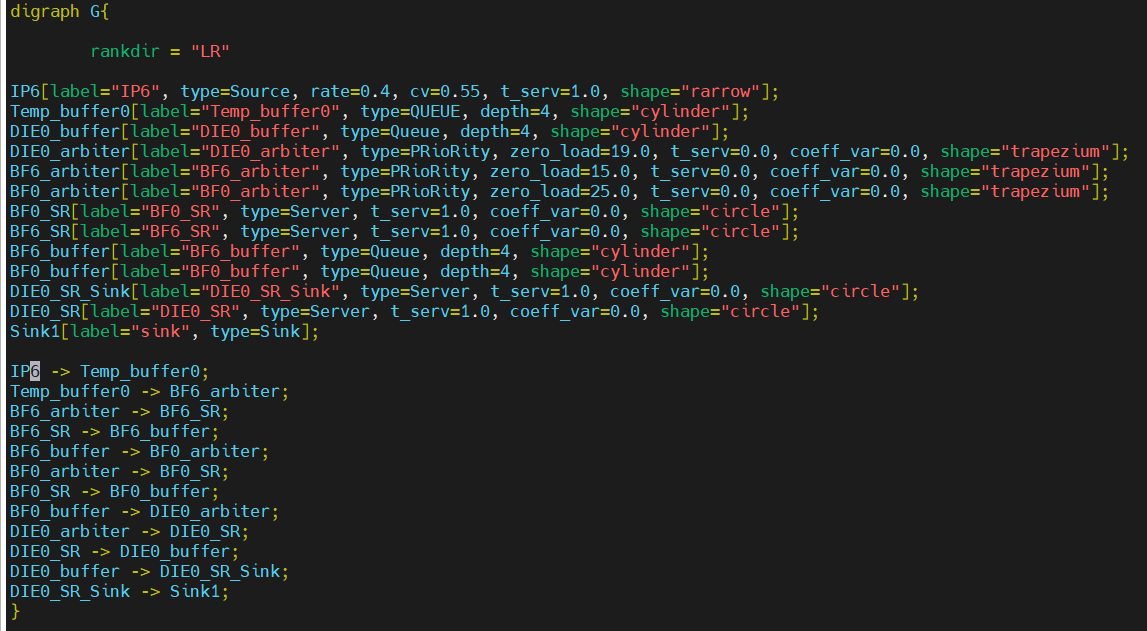 digraph G{
rankdir = "LR"
IP6[label="IP6", type=Source, rate=0.4, cv=0.55, t_serv=1.0, shape="rarrow"];
Temp_buffer0[label="Temp_buffer0", type=QUEUE, depth=4, shape="cylinder"];
DIE0_buffer[label="DIE0_buffer", type=Queue, depth=4, shape="cylinder"];
DIE0_arbiter[label="DIE0_arbiter", type=PRioRity, zero_load=19.0, t_serv=0.0, coeff_var=0.0, shape="trapezium"];
BF6_arbiter[label="BF6_arbiter", type=PRioRity, zero_load=15.0, t_serv=0.0, coeff_var=0.0, shape="trapezium"];
BF0_arbiter[label="BF0_arbiter", type=PRioRity, zero_load=25.0, t_serv=0.0, coeff_var=0.0, shape="trapezium"];
BF0_SR[label="BF0_SR", type=Server, t_serv=1.0, coeff_var=0.0, shape="circle"];
BF6_SR[label="BF6_SR", type=Server, t_serv=1.0, coeff_var=0.0, shape="circle"];
BF6_buffer[label="BF6_buffer", type=Queue, depth=4, shape="cylinder"];
BF0_buffer[label="BF0_buffer", type=Queue, depth=4, shape="cylinder"];
DIE0_SR_Sink[label="DIE0_SR_Sink", type=Server, t_serv=1.0, coeff_var=0.0, shape="circle"];
DIE0_SR[label="DIE0_SR", type=Server, t_serv=1.0, coeff_var=0.0, shape="circle"];
Sink1[label="sink", type=Sink];
IP6 -> Temp_buffer0;
Temp_buffer0 -> BF6_arbiter;
BF6_arbiter -> BF6_SR;
BF6_SR -> BF6_buffer;
BF6_buffer -> BF0_arbiter;
BF0_arbiter -> BF0_SR;
BF0_SR -> BF0_buffer;
BF0_buffer -> DIE0_arbiter;
DIE0_arbiter -> DIE0_SR;
DIE0_SR -> DIE0_buffer;
DIE0_buffer -> DIE0_SR_Sink;
DIE0_SR_Sink -> Sink1;
}